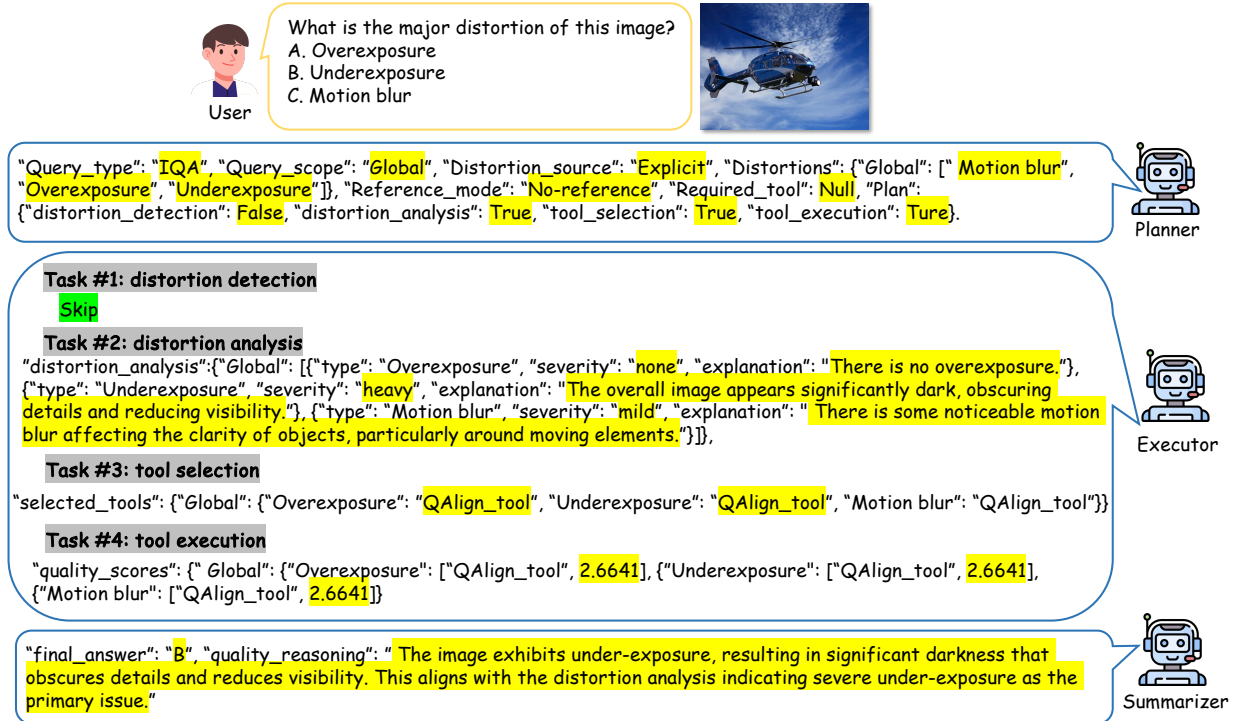 What is the major distortion of this image?
A. Overexposure
B. Underexposure
C. Motion blur
User
“Query_type”: “IQA”, “Query_scope”: ”Global”, “Distortion_source”: “Explicit”, “Distortions”: {“Global”: [“ Motion blur”,
“Overexposure”, “Underexposure”]}, “Reference_mode”: “No-reference”, “Required_tool”: Null, ”Plan”:
{“distortion_detection”: False, “distortion_analysis”: True, “tool_selection”: True, “tool_execution”: Ture}.
Planner
Task #1: distortion detection
Skip
Task #2: distortion analysis
“distortion_analysis”:{“Global”: [{“type”: “Overexposure”, ”severity”: “none”, “explanation”: "There is no overexposure.”},
{“type”: “Underexposure”, ”severity”: “heavy”, “explanation”: "The overall image appears significantly dark, obscuring
details and reducing visibility.”}, {“type”: “Motion blur”, ”severity”: “mild”, “explanation”: " There is some noticeable motion
blur affecting the clarity of objects, particularly around moving elements.”}]},
Executor
Task #3: tool selection
“selected_tools”: {“Global”: {“Overexposure”: ”QAlign_tool”, “Underexposure”: “QAlign_tool”, “Motion blur”: “QAlign_tool”}}
Task #4: tool execution
“quality_scores”: {“ Global”: {"Overexposure": [“QAlign_tool”, 2.6641], {"Underexposure": [“QAlign_tool”, 2.6641],
{"Motion blur": [“QAlign_tool”, 2.6641]}
“final_answer”: “B”, “quality_reasoning”: “ The image exhibits under-exposure, resulting in significant darkness that
obscures details and reduces visibility. This aligns with the distortion analysis indicating severe under-exposure as the
primary issue.”
Summarizer